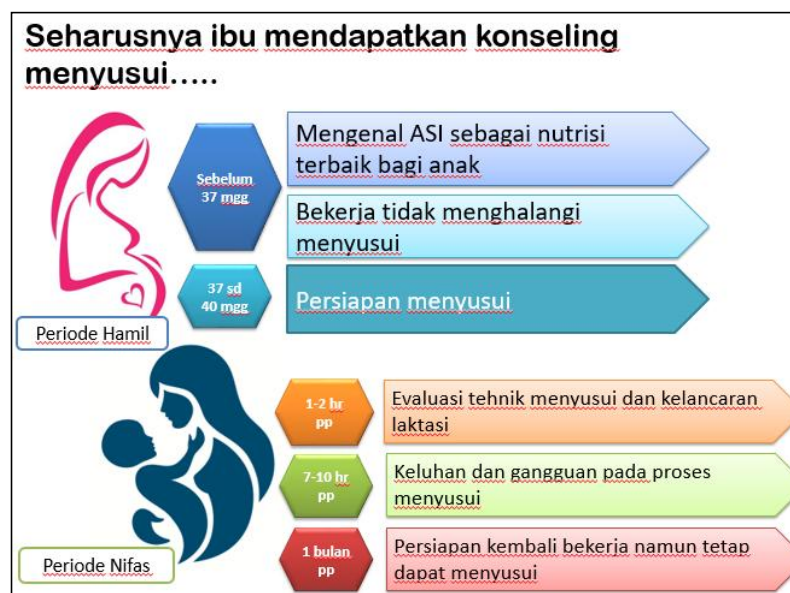 Seharusnya ibu mendapatkan konseling
menyusui.....
Sebelum
37 mgg
Mengenal ASI sebagai nutrisi
terbaik bagi anak
Bekerja tidak menghalangi
menyusui
37 sd
40 mgg
Persiapan menyusui
Periode Hamil
1-2 hr
pp
Evaluasi tehnik menyusui dan kelancaran
laktasi
7-10 hr
pp
Keluhan dan gangguan pada proses
menyusui
1 bulan
pp
Persiapan kembali bekerja namun tetap
dapat menyusui
Periode Nifas